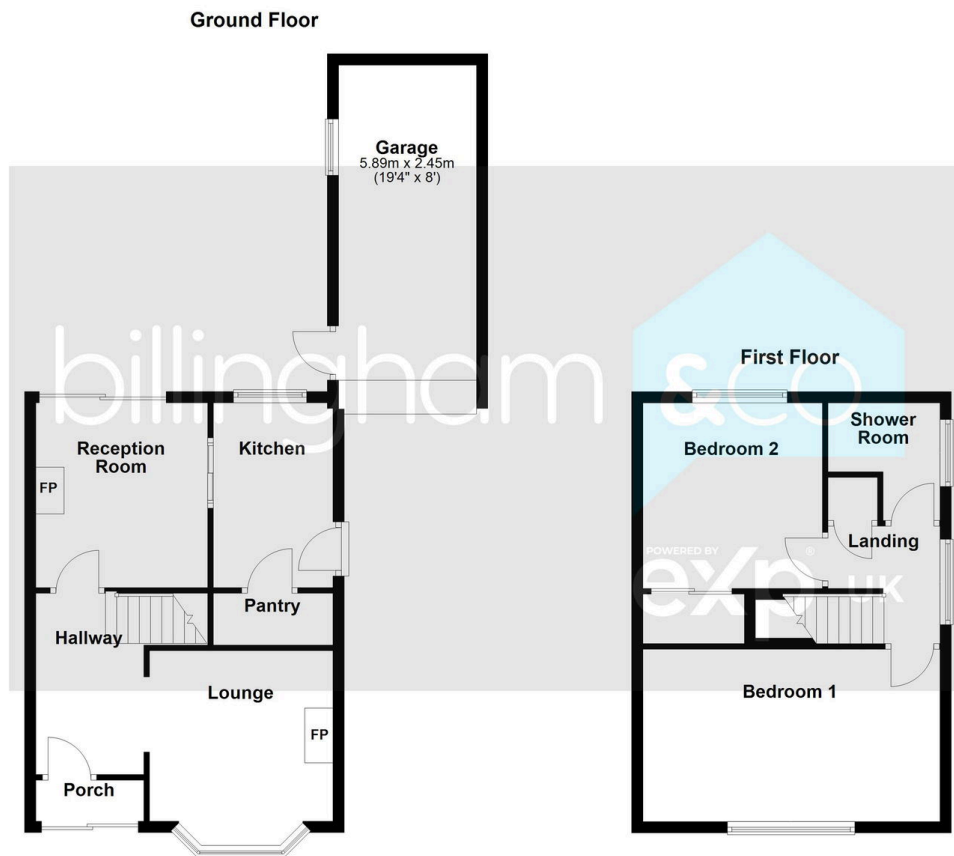 Ground Floor
Garage
5.89m x 2.45m
(19'4" x 8')
billingham &co
First Floor
Reception
Room
Kitchen
FP
Pantry
Hallway
Lounge
FP
Porch
Shower
Room
Bedroom 2
Landing
POWERED BY
eXp® UK
Bedroom 1